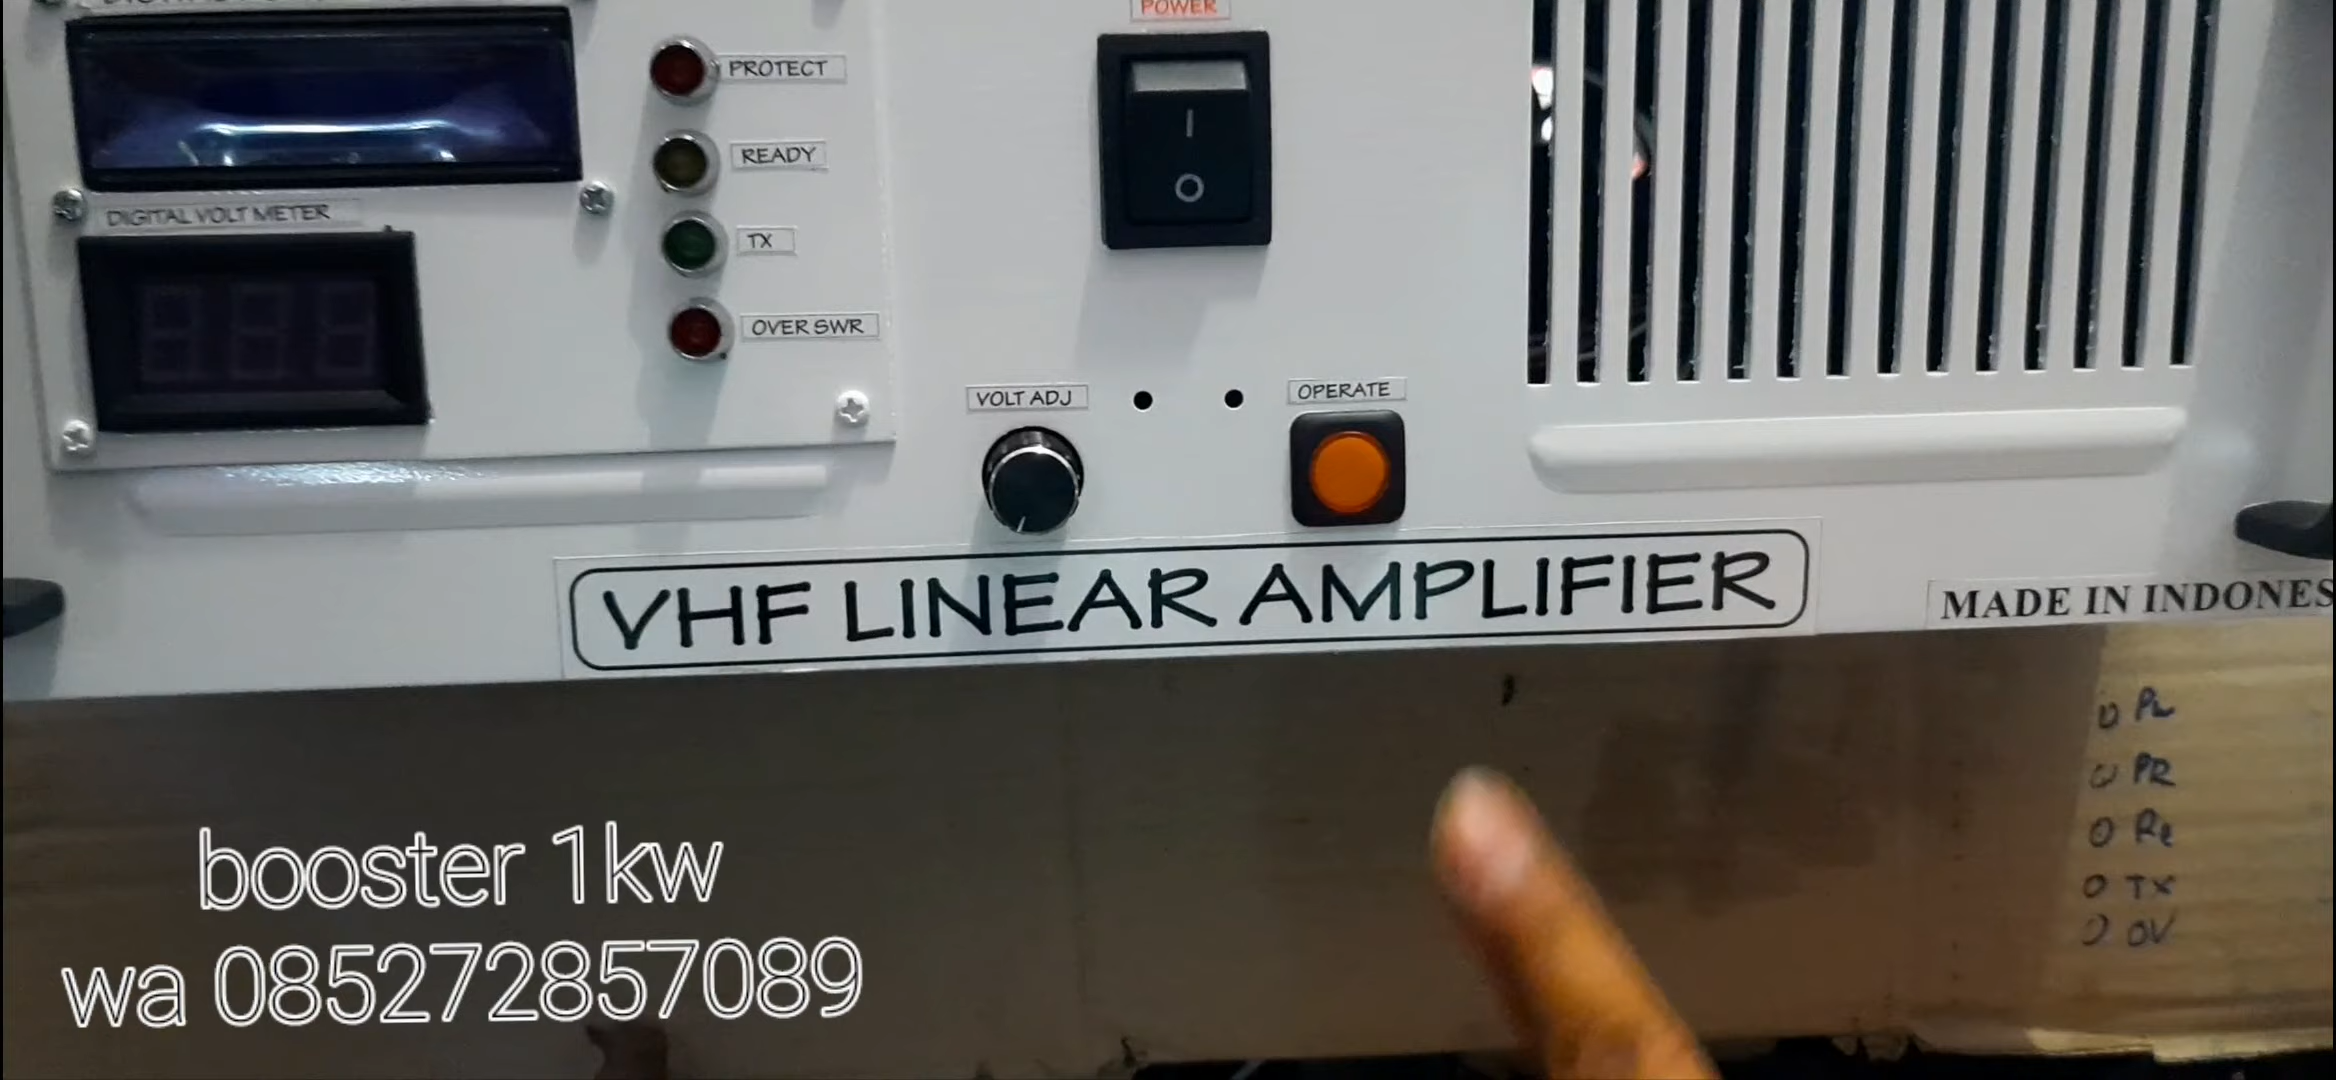 POWER
PROTECT
READY
DIGITAL VOLT METER
TX
OVER SWR
VOLT ADJ
OPERATE
VHF LINEAR AMPLIFIER
MADE IN INDONES
PR
TX
OV
booster 1kw
wa 085272857089